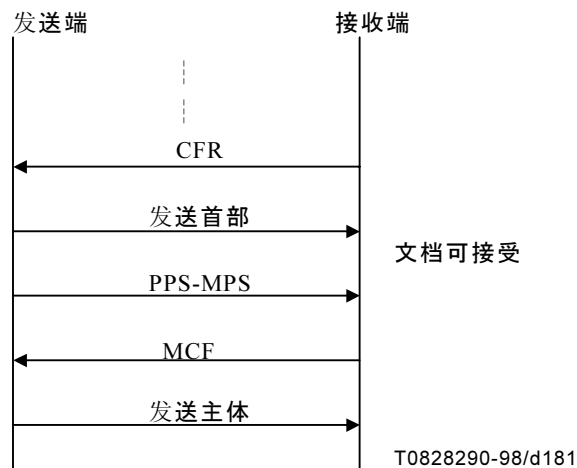 发送端
接收端
CFR
发送首部
文档可接受
PPS-MPS
MCF
发送主体
T0828290-98/d181